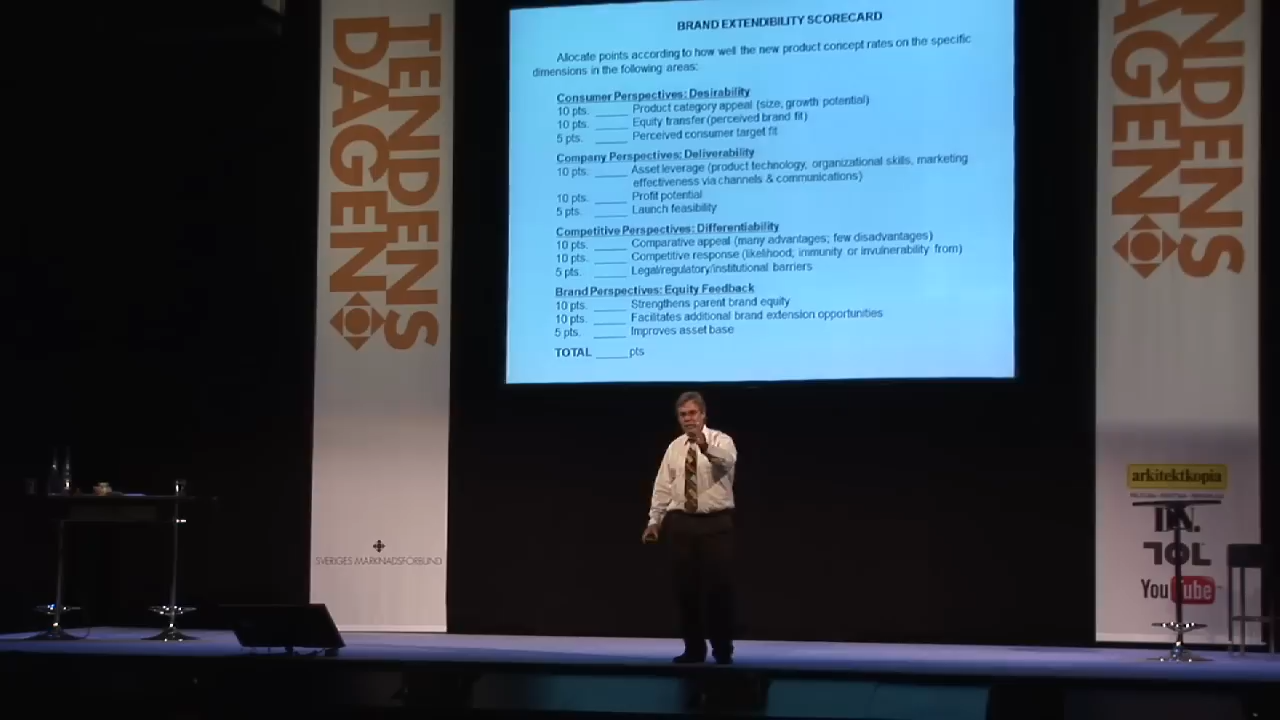 TENDENS
DAGEN
SVERIGES MARKNADSFÖRBUND
BRAND EXTENDIBILITY SCORECARD
Allocate points according to how well the new product concept rates on the specific
dimensions in the following areas:
Consumer Perspectives: Desirability
10 pts. _____ Product category appeal (size, growth potential)
10 pts. _____ Equity transfer (perceived brand fit)
5 pts. _____ Perceived consumer target fit
Company Perspectives: Deliverability
10 pts. _____ Asset leverage (product technology, organizational skills, marketing
effectiveness via channels & communications)
10 pts. _____ Profit potential
5 pts. _____ Launch feasibility
Competitive Perspectives: Differentiability
10 pts. _____ Comparative appeal (many advantages; few disadvantages)
10 pts. _____ Competitive response (likelihood; immunity or invulnerability from)
5 pts. _____ Legal/regulatory/institutional barriers
Brand Perspectives: Equity Feedback
10 pts. _____ Strengthens parent brand equity
10 pts. _____ Facilitates additional brand extension opportunities
5 pts. _____ Improves asset base
TOTAL _____ pts
NDENS
AGEN
arkitektkopia
YouTube